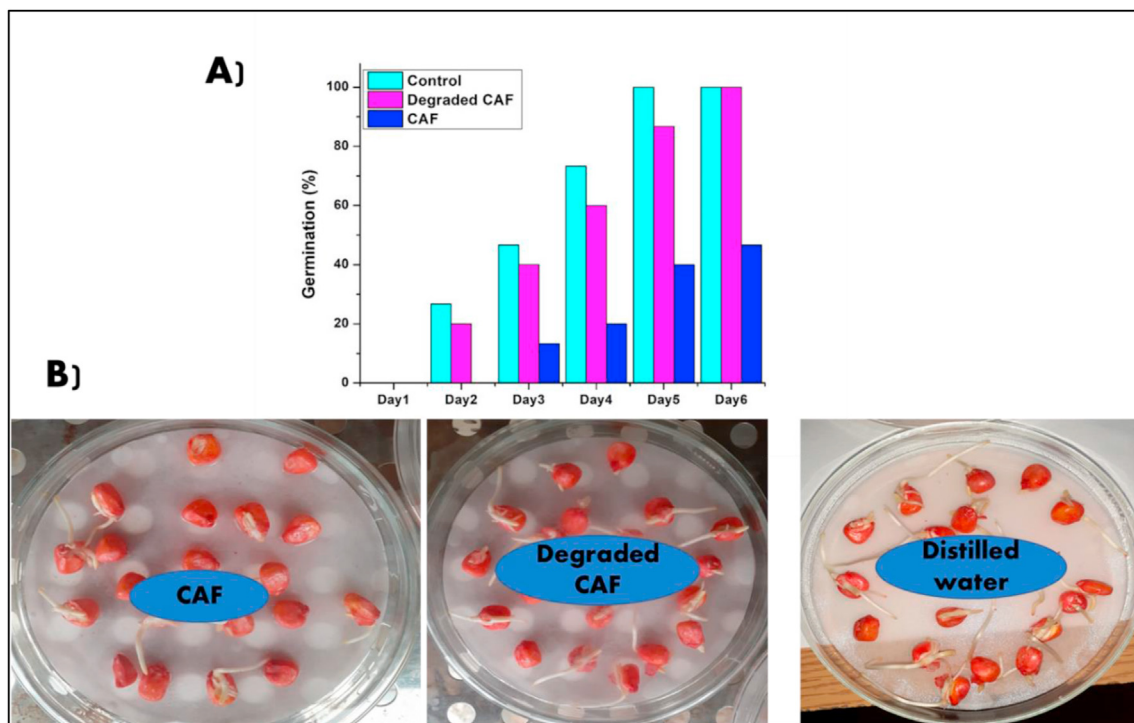 A)
Control
Degraded CAF
CAF
Germination (%)
100
80
60
40
20
0
Day1 Day2 Day3 Day4 Day5 Day6
B)
CAF
Degraded
CAF
Distilled
water